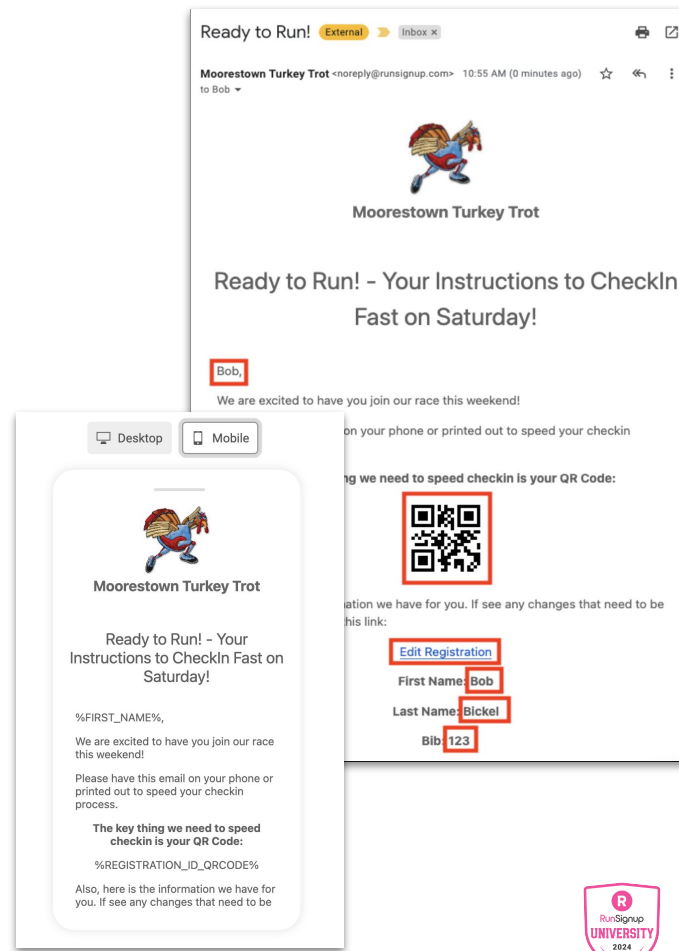 Ready to Run! External Inbox ×
Moorestown Turkey Trot <noreply@runsignup.com> 10:55 AM (0 minutes ago)
to Bob
Moorestown Turkey Trot
Ready to Run! - Your Instructions to CheckIn
Fast on Saturday!
Bob,
We are excited to have you join our race this weekend!
on your phone or printed out to speed your checkin
ng we need to speed checkin is your QR Code:
ation we have for you. If see any changes that need to be
his link:
Edit Registration
First Name: Bob
Last Name: Bickel
Bib: 123
Desktop
Mobile
Moorestown Turkey Trot
Ready to Run! - Your
Instructions to CheckIn Fast on
Saturday!
%FIRST_NAME%,
We are excited to have you join our race
this weekend!
Please have this email on your phone or
printed out to speed your checkin
process.
The key thing we need to speed
checkin is your QR Code:
%REGISTRATION_ID_QRCODE%
Also, here is the information we have for
you. If see any changes that need to be
R
RunSignup
UNIVERSITY
2024